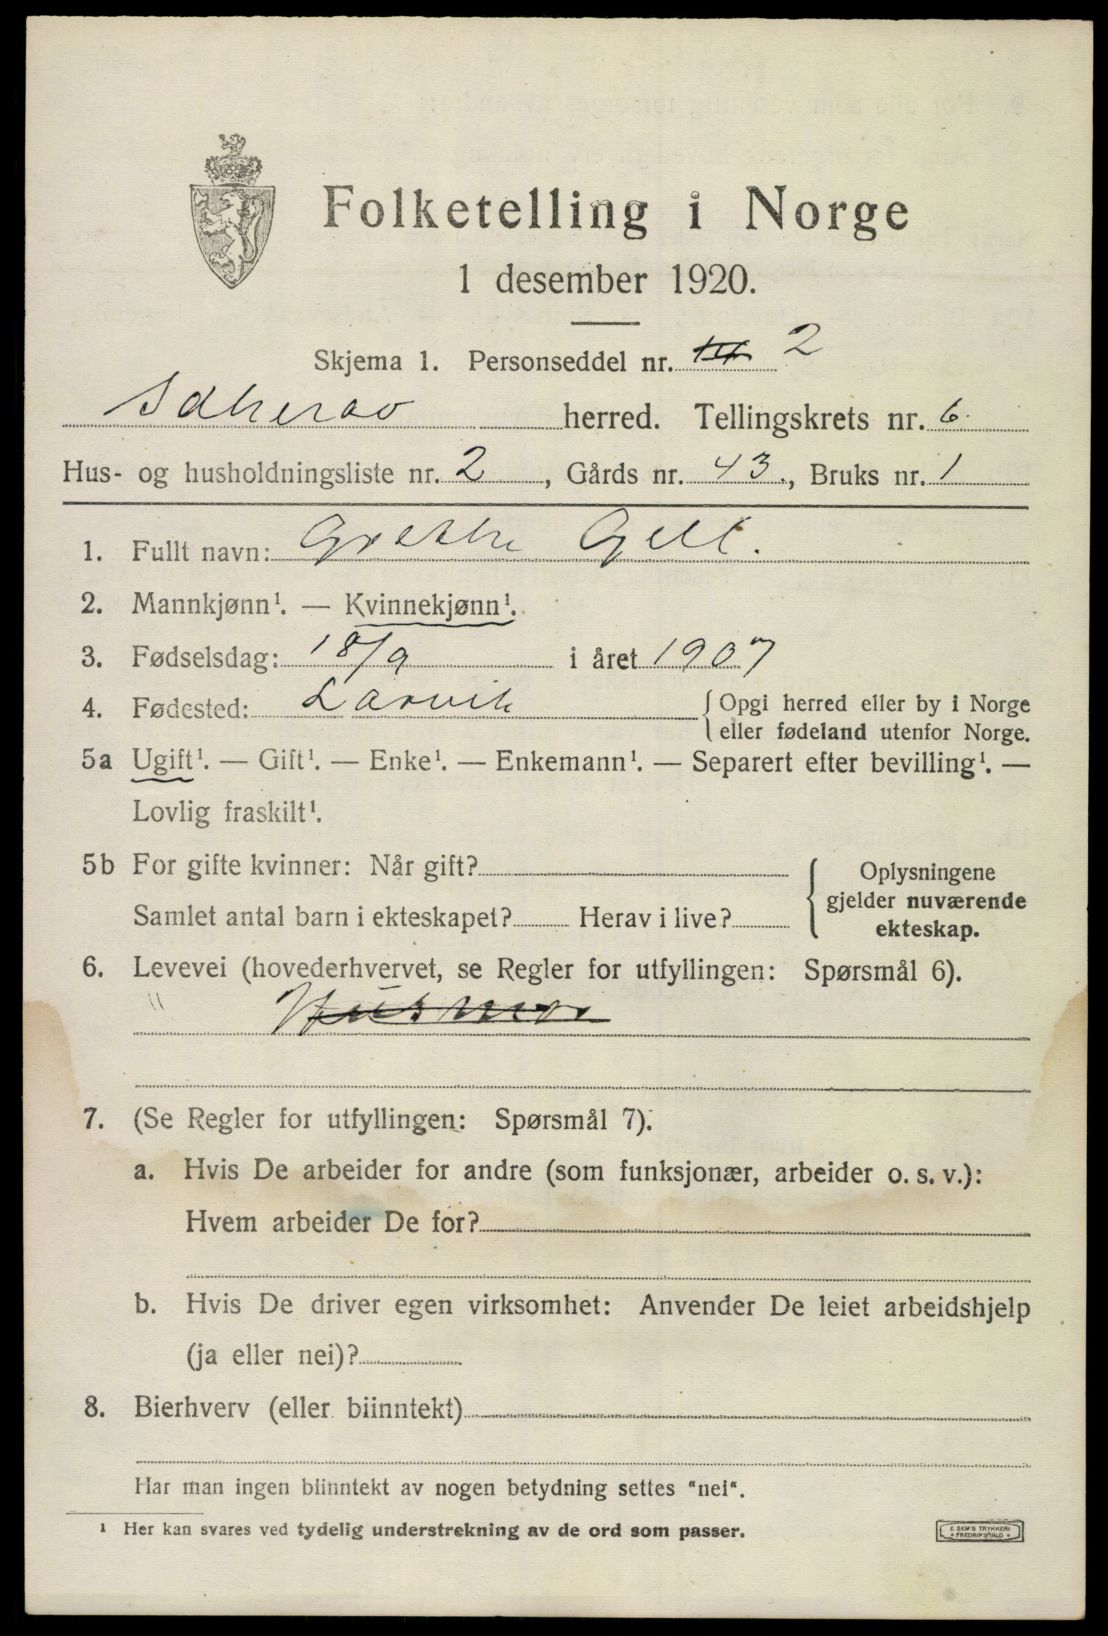 Folketelling i Norge
1 desember 1920.
Skjema 1. Personseddel nr. 2
Idherao herred. Tellingskrets nr. 6.
Hus- og husholdningsliste nr. 2, Gårds nr. 43., Bruks nr. 1
1. Fullt navn: Grethe Gell.
2. Mannkjønn¹. — Kvinnekjønn¹.
3. Fødselsdag: 18/9 i året 1907
4. Fødested: Larvik { Opgi herred eller by i Norge
eller fødeland utenfor Norge.
5a Ugift¹. — Gift¹. — Enke¹. — Enkemann¹. — Separert efter bevilling¹. —
Lovlig fraskilt¹.
5b For gifte kvinner: Når gift? { Oplysningene
gjelder nuværende
Samlet antal barn i ekteskapet? Herav i live?
ekteskap.
6. Levevei (hovederhvervet, se Regler for utfyllingen: Spørsmål 6).
" Husmor
7. (Se Regler for utfyllingen: Spørsmål 7).
a. Hvis De arbeider for andre (som funksjonær, arbeider o. s. v.):
Hvem arbeider De for?
b. Hvis De driver egen virksomhet: Anvender De leiet arbeidshjelp
(ja eller nei)?
8. Bierhverv (eller biinntekt)
Har man ingen biinntekt av nogen betydning settes "nei".
¹ Her kan svares ved tydelig understrekning av de ord som passer.
E. SEM'S TRYKKERI
FREDRIKSHALD